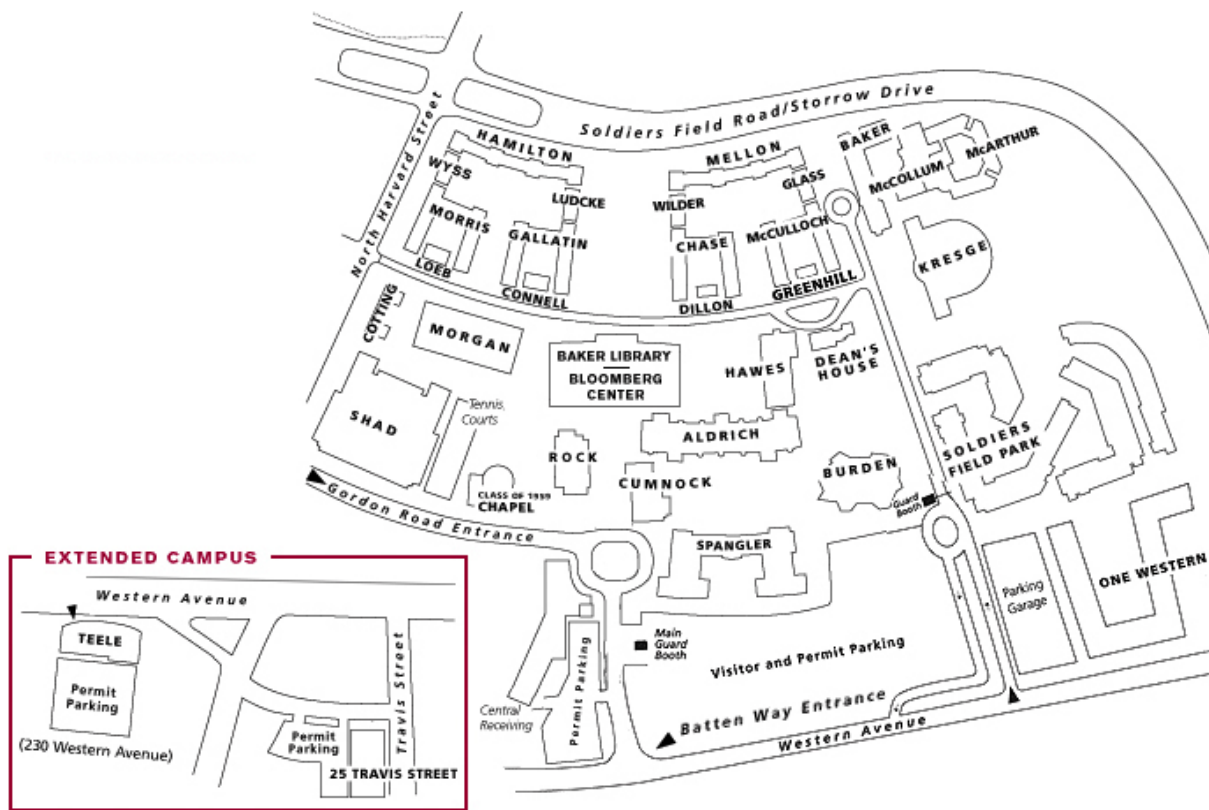 Soldiers Field Road/Storrow Drive
North Harvard Street
HAMILTON
WYSS
LUDCKE
MORRIS
GALLATIN
LOEB
CONNELL
MELLON
GLASS
WILDER
CHASE
McCULLOCH
DILLON
GREENHILL
BAKER
McCOLLUM
McARTHUR
KRESGE
COTTING
MORGAN
BAKER LIBRARY
BLOOMBERG
CENTER
HAWES
DEAN'S
HOUSE
SHAD
Tennis
Courts
ROCK
ALDRICH
CUMNOCK
BURDEN
SOLDIERS
FIELD PARK
CLASS OF 1959
CHAPEL
Guard
Booth
Gordon Road Entrance
SPANGLER
Parking
Garage
ONE WESTERN
Main
Guard
Booth
Visitor and Permit Parking
Permit Parking
Central
Receiving
Batten Way Entrance
Western Avenue
EXTENDED CAMPUS
Western Avenue
TEELE
Permit
Parking
(230 Western Avenue)
Travis Street
Permit
Parking
25 TRAVIS STREET